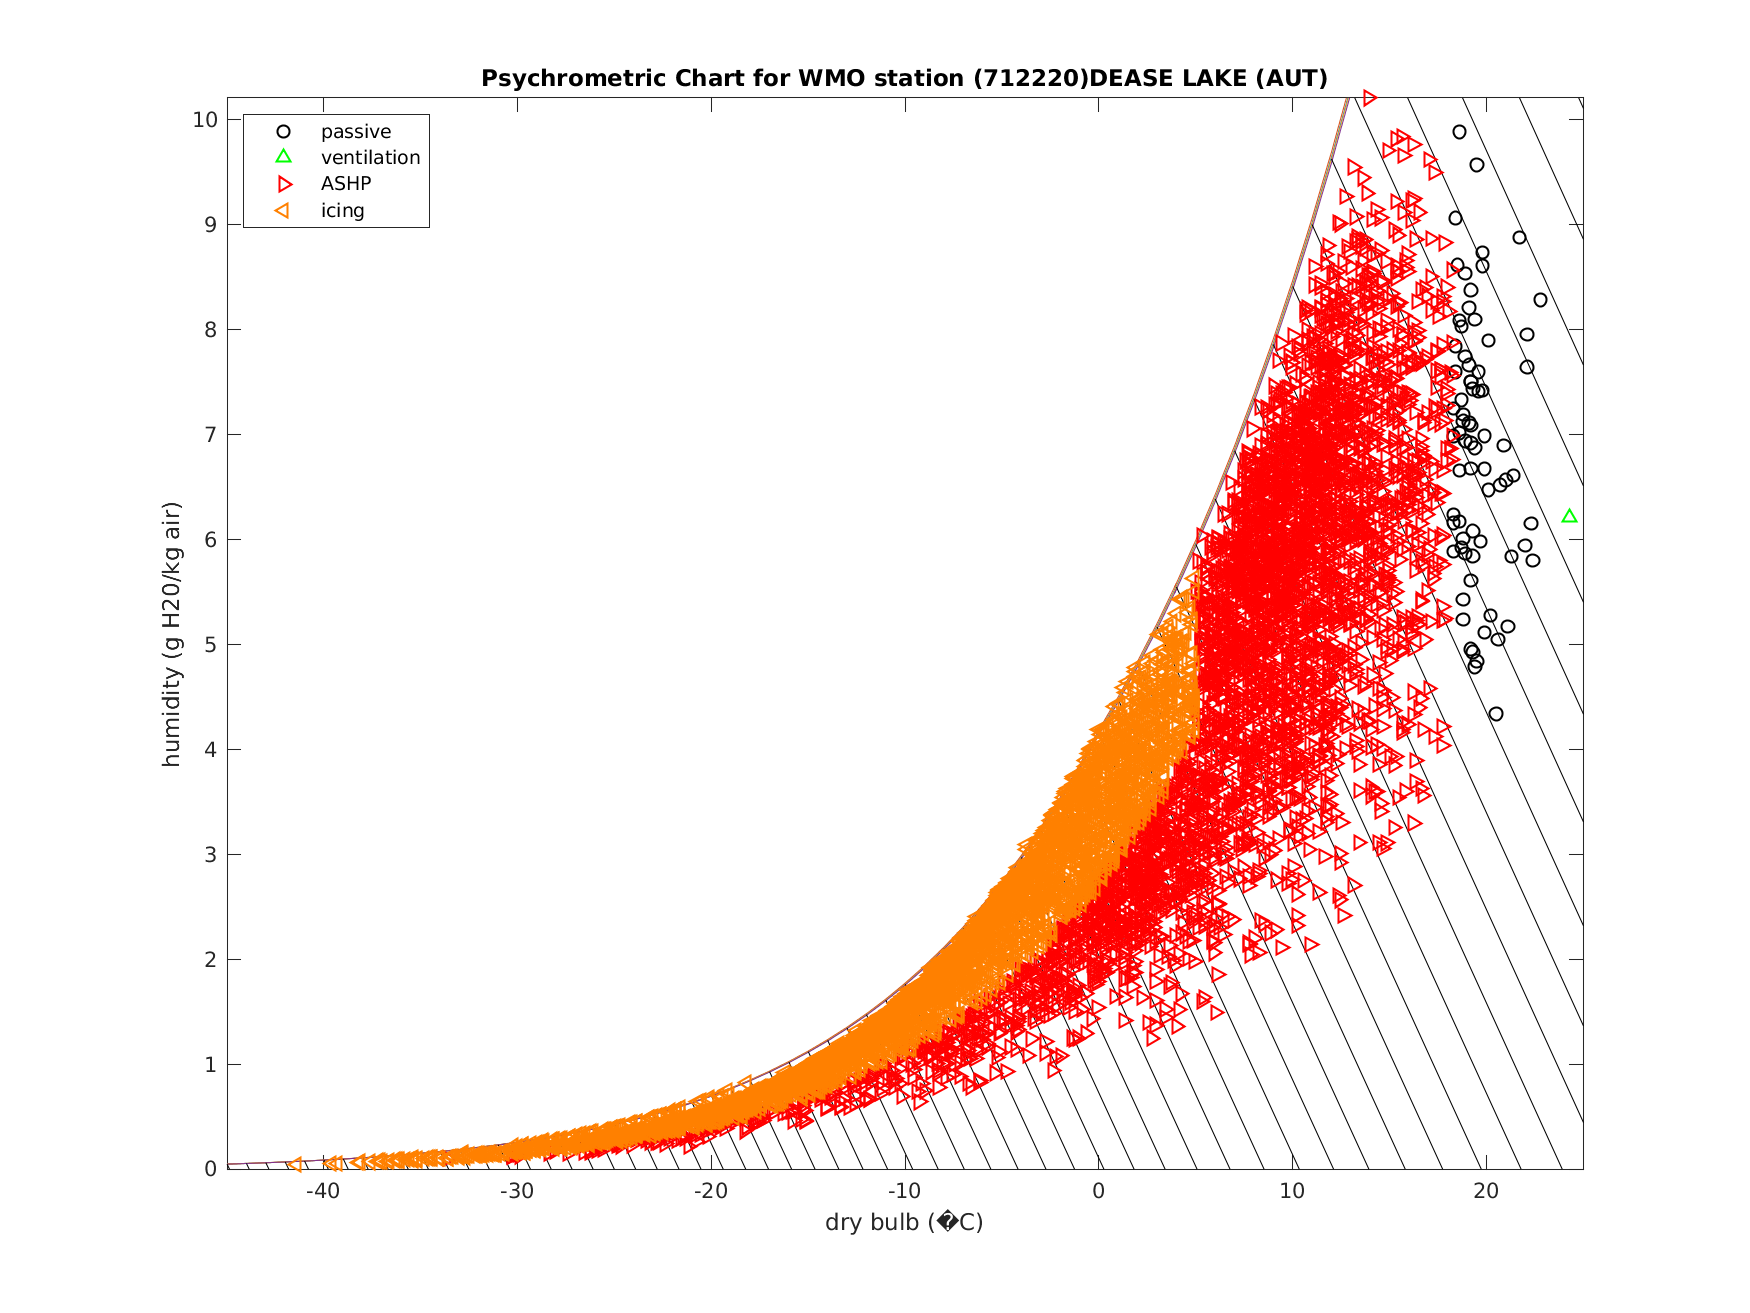 Psychrometric Chart for WMO station (712220)DEASE LAKE (AUT)
passive
ventilation
ASHP
icing
10
9
8
7
6
5
4
3
2
1
0
humidity (g H20/kg air)
-40 -30 -20 -10 0 10 20
dry bulb (�C)